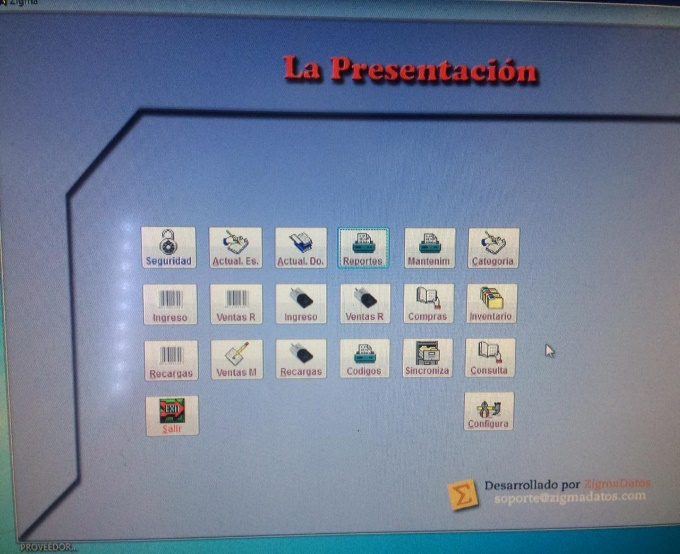 Zigma
La Presentación
Seguridad
Actual. Es.
Actual. Do.
Reportes
Mantenim
Categoria
Ingreso
Ventas R
Ingreso
Ventas R
Compras
Inventario
Recargas
Ventas M
Recargas
Codigos
Sincroniza
Consulta
EXIT
Salir
Configura
Desarrollado por ZigmaDatos
soporte@zigmadatos.com
PROVEEDOR...